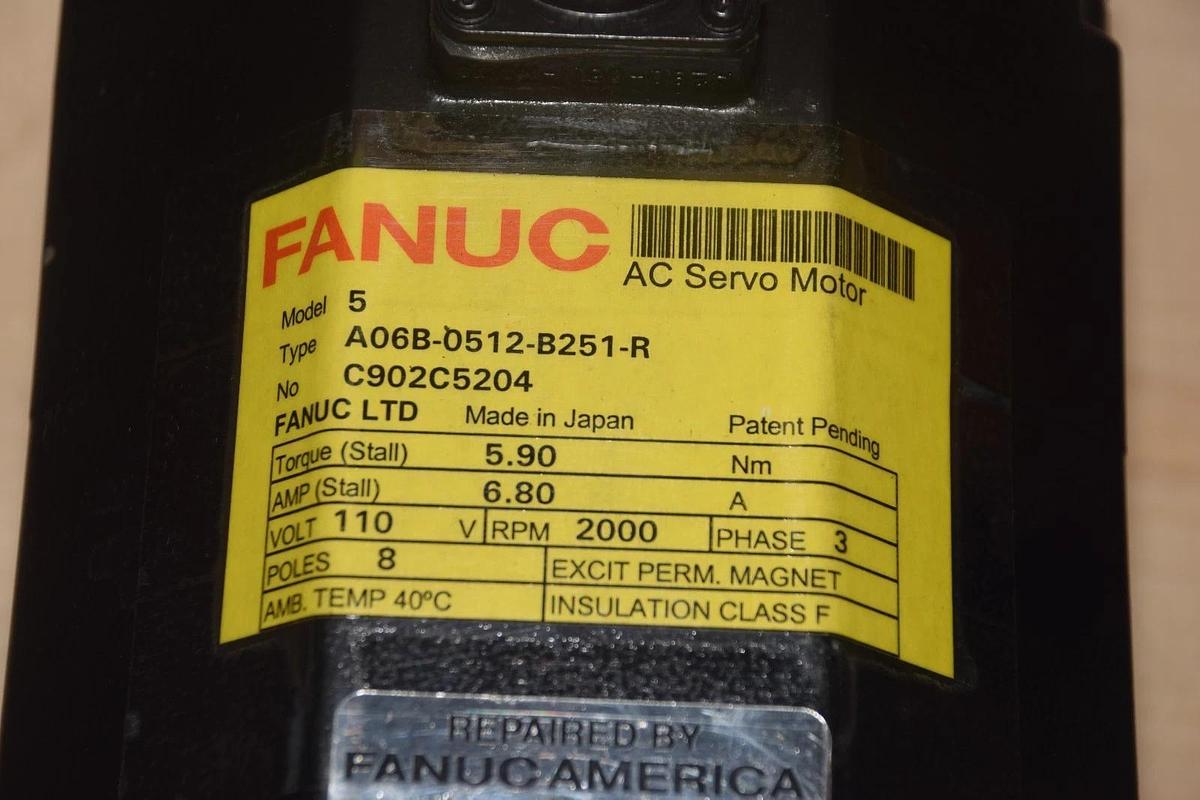 FANUC
AC Servo Motor
Model 5
Type A06B-0512-B251-R
No C902C5204
FANUC LTD Made in Japan Patent Pending
Torque (Stall) 5.90 Nm
AMP (Stall) 6.80 A
VOLT 110 V RPM 2000 PHASE 3
POLES 8 EXCIT PERM. MAGNET
AMB. TEMP 40ºC INSULATION CLASS F
REPAIRED BY
FANUC AMERICA